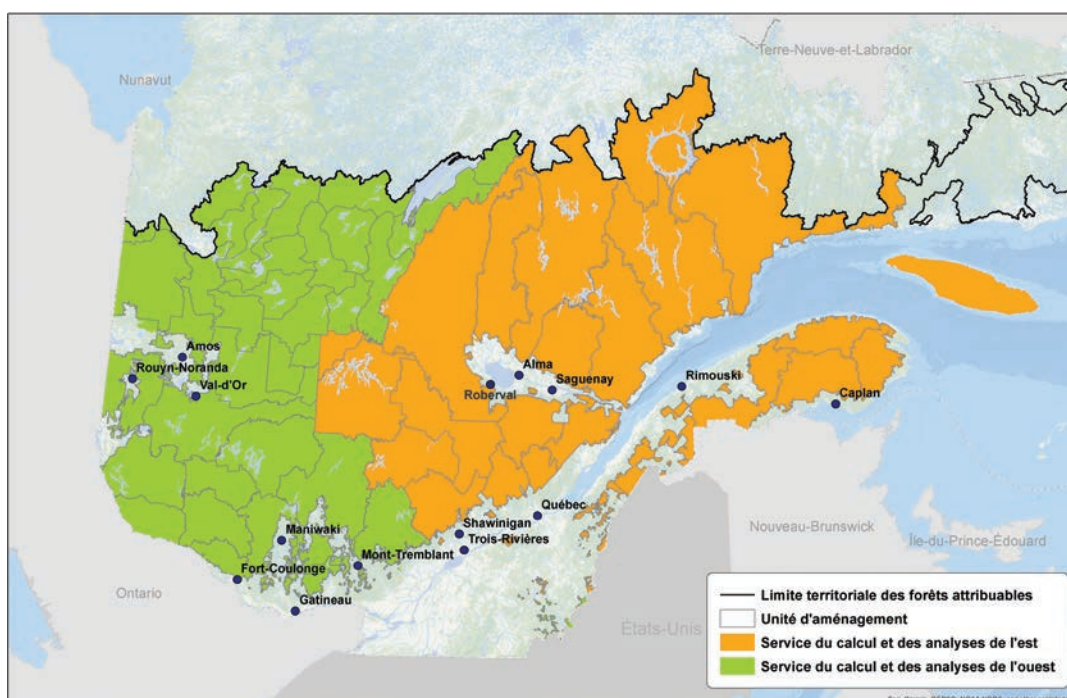 Nunavut
Terre-Neuve-et-Labrador
Amos
Rouyn-Noranda
Val-d'Or
Alma
Saguenay
Roberval
Rimouski
Caplan
Québec
Shawinigan
Trois-Rivières
Maniwaki
Mont-Tremblant
Fort-Coulonge
Gatineau
Ontario
Nouveau-Brunswick
Île-du-Prince-Édouard
États-Unis
Limite territoriale des forêts attribuables
Unité d'aménagement
Service du calcul et des analyses de l'est
Service du calcul et des analyses de l'ouest